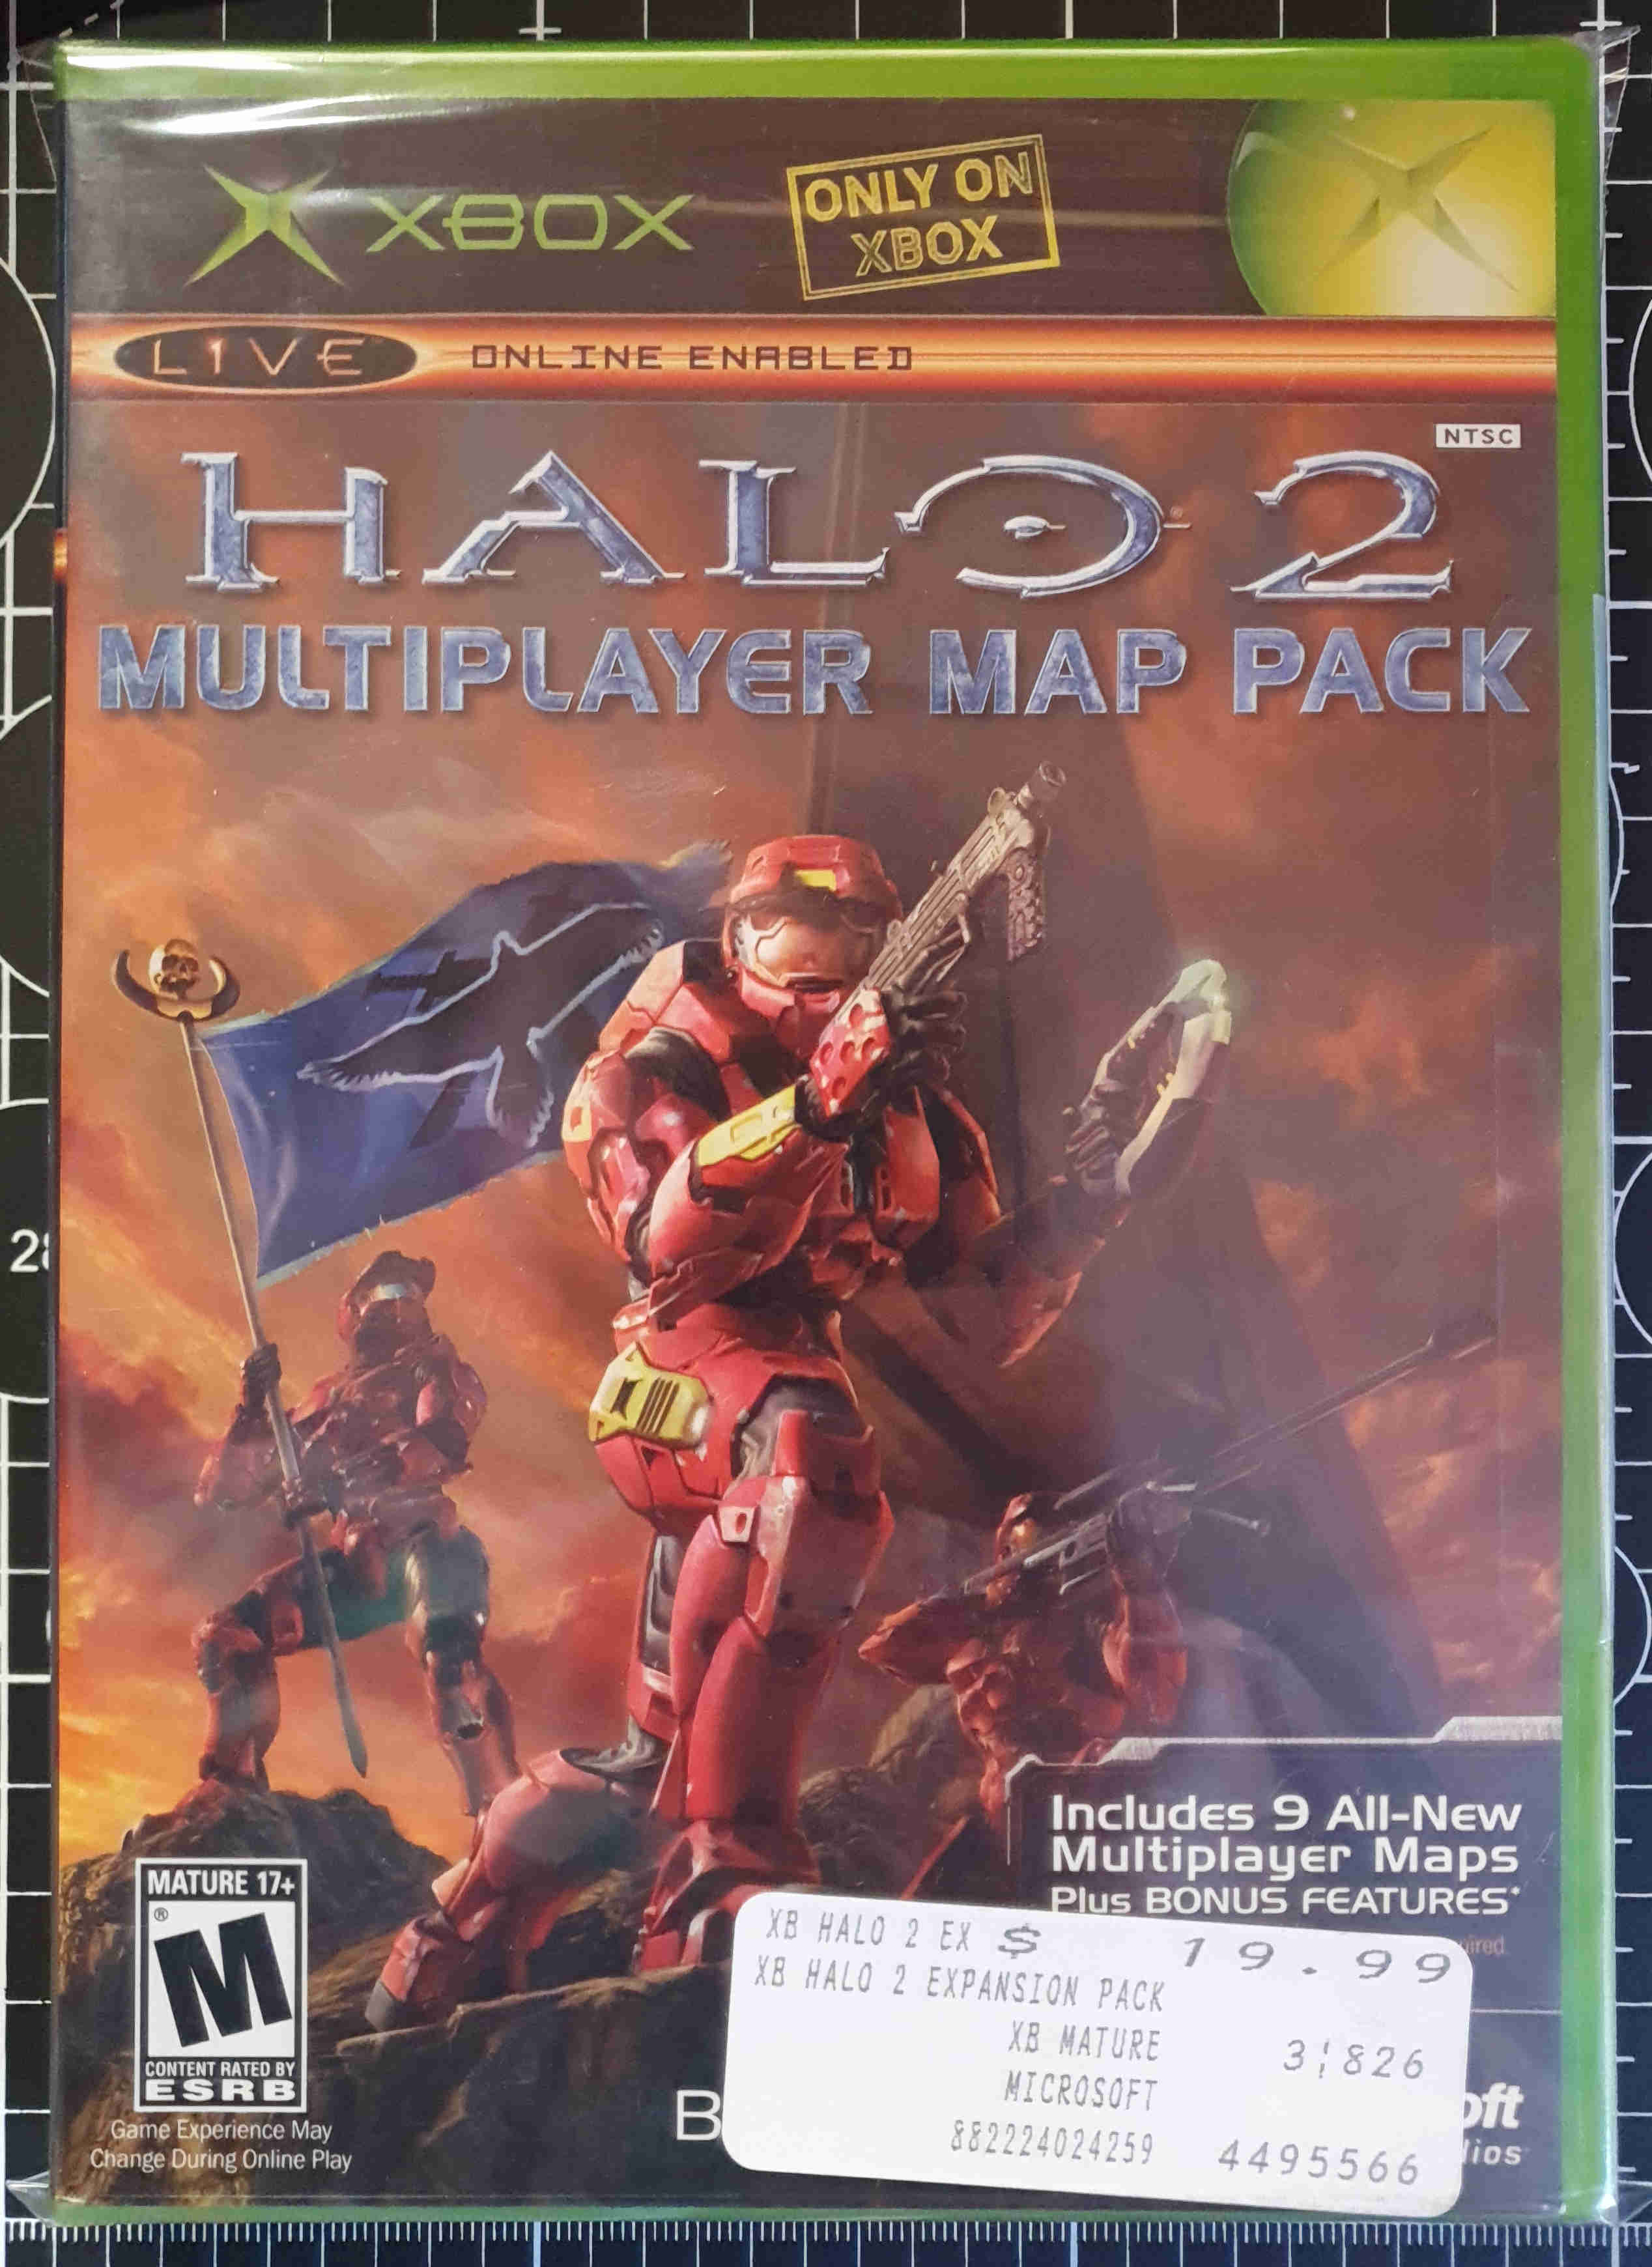 XBOX
ONLY ON
XBOX
LIVE ONLINE ENABLED
NTSC
HALO 2
MULTIPLAYER MAP PACK
Includes 9 All-New
Multiplayer Maps
Plus BONUS FEATURES*
MATURE 17+
M
CONTENT RATED BY
ESRB
Game Experience May
Change During Online Play
XB HALO 2 EX $ 19.99
XB HALO 2 EXPANSION PACK
XB MATURE 3¦826
MICROSOFT
882224024259 4495566